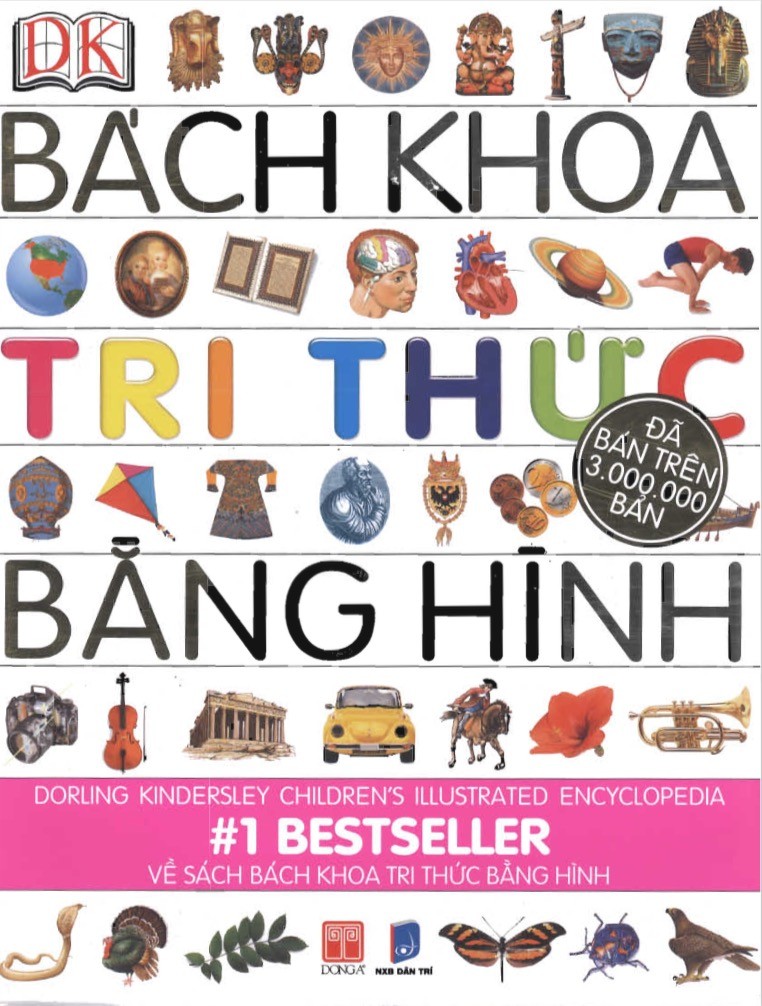 DK
BÁCH KHOA
TRI THỨC
ĐÃ
BÁN TRÊN
3.000.000
BẢN
BẰNG HÌNH
DORLING KINDERSLEY CHILDREN'S ILLUSTRATED ENCYCLOPEDIA
#1 BESTSELLER
VỀ SÁCH BÁCH KHOA TRI THỨC BẰNG HÌNH
ĐÔNG Á
NXB DÂN TRÍ